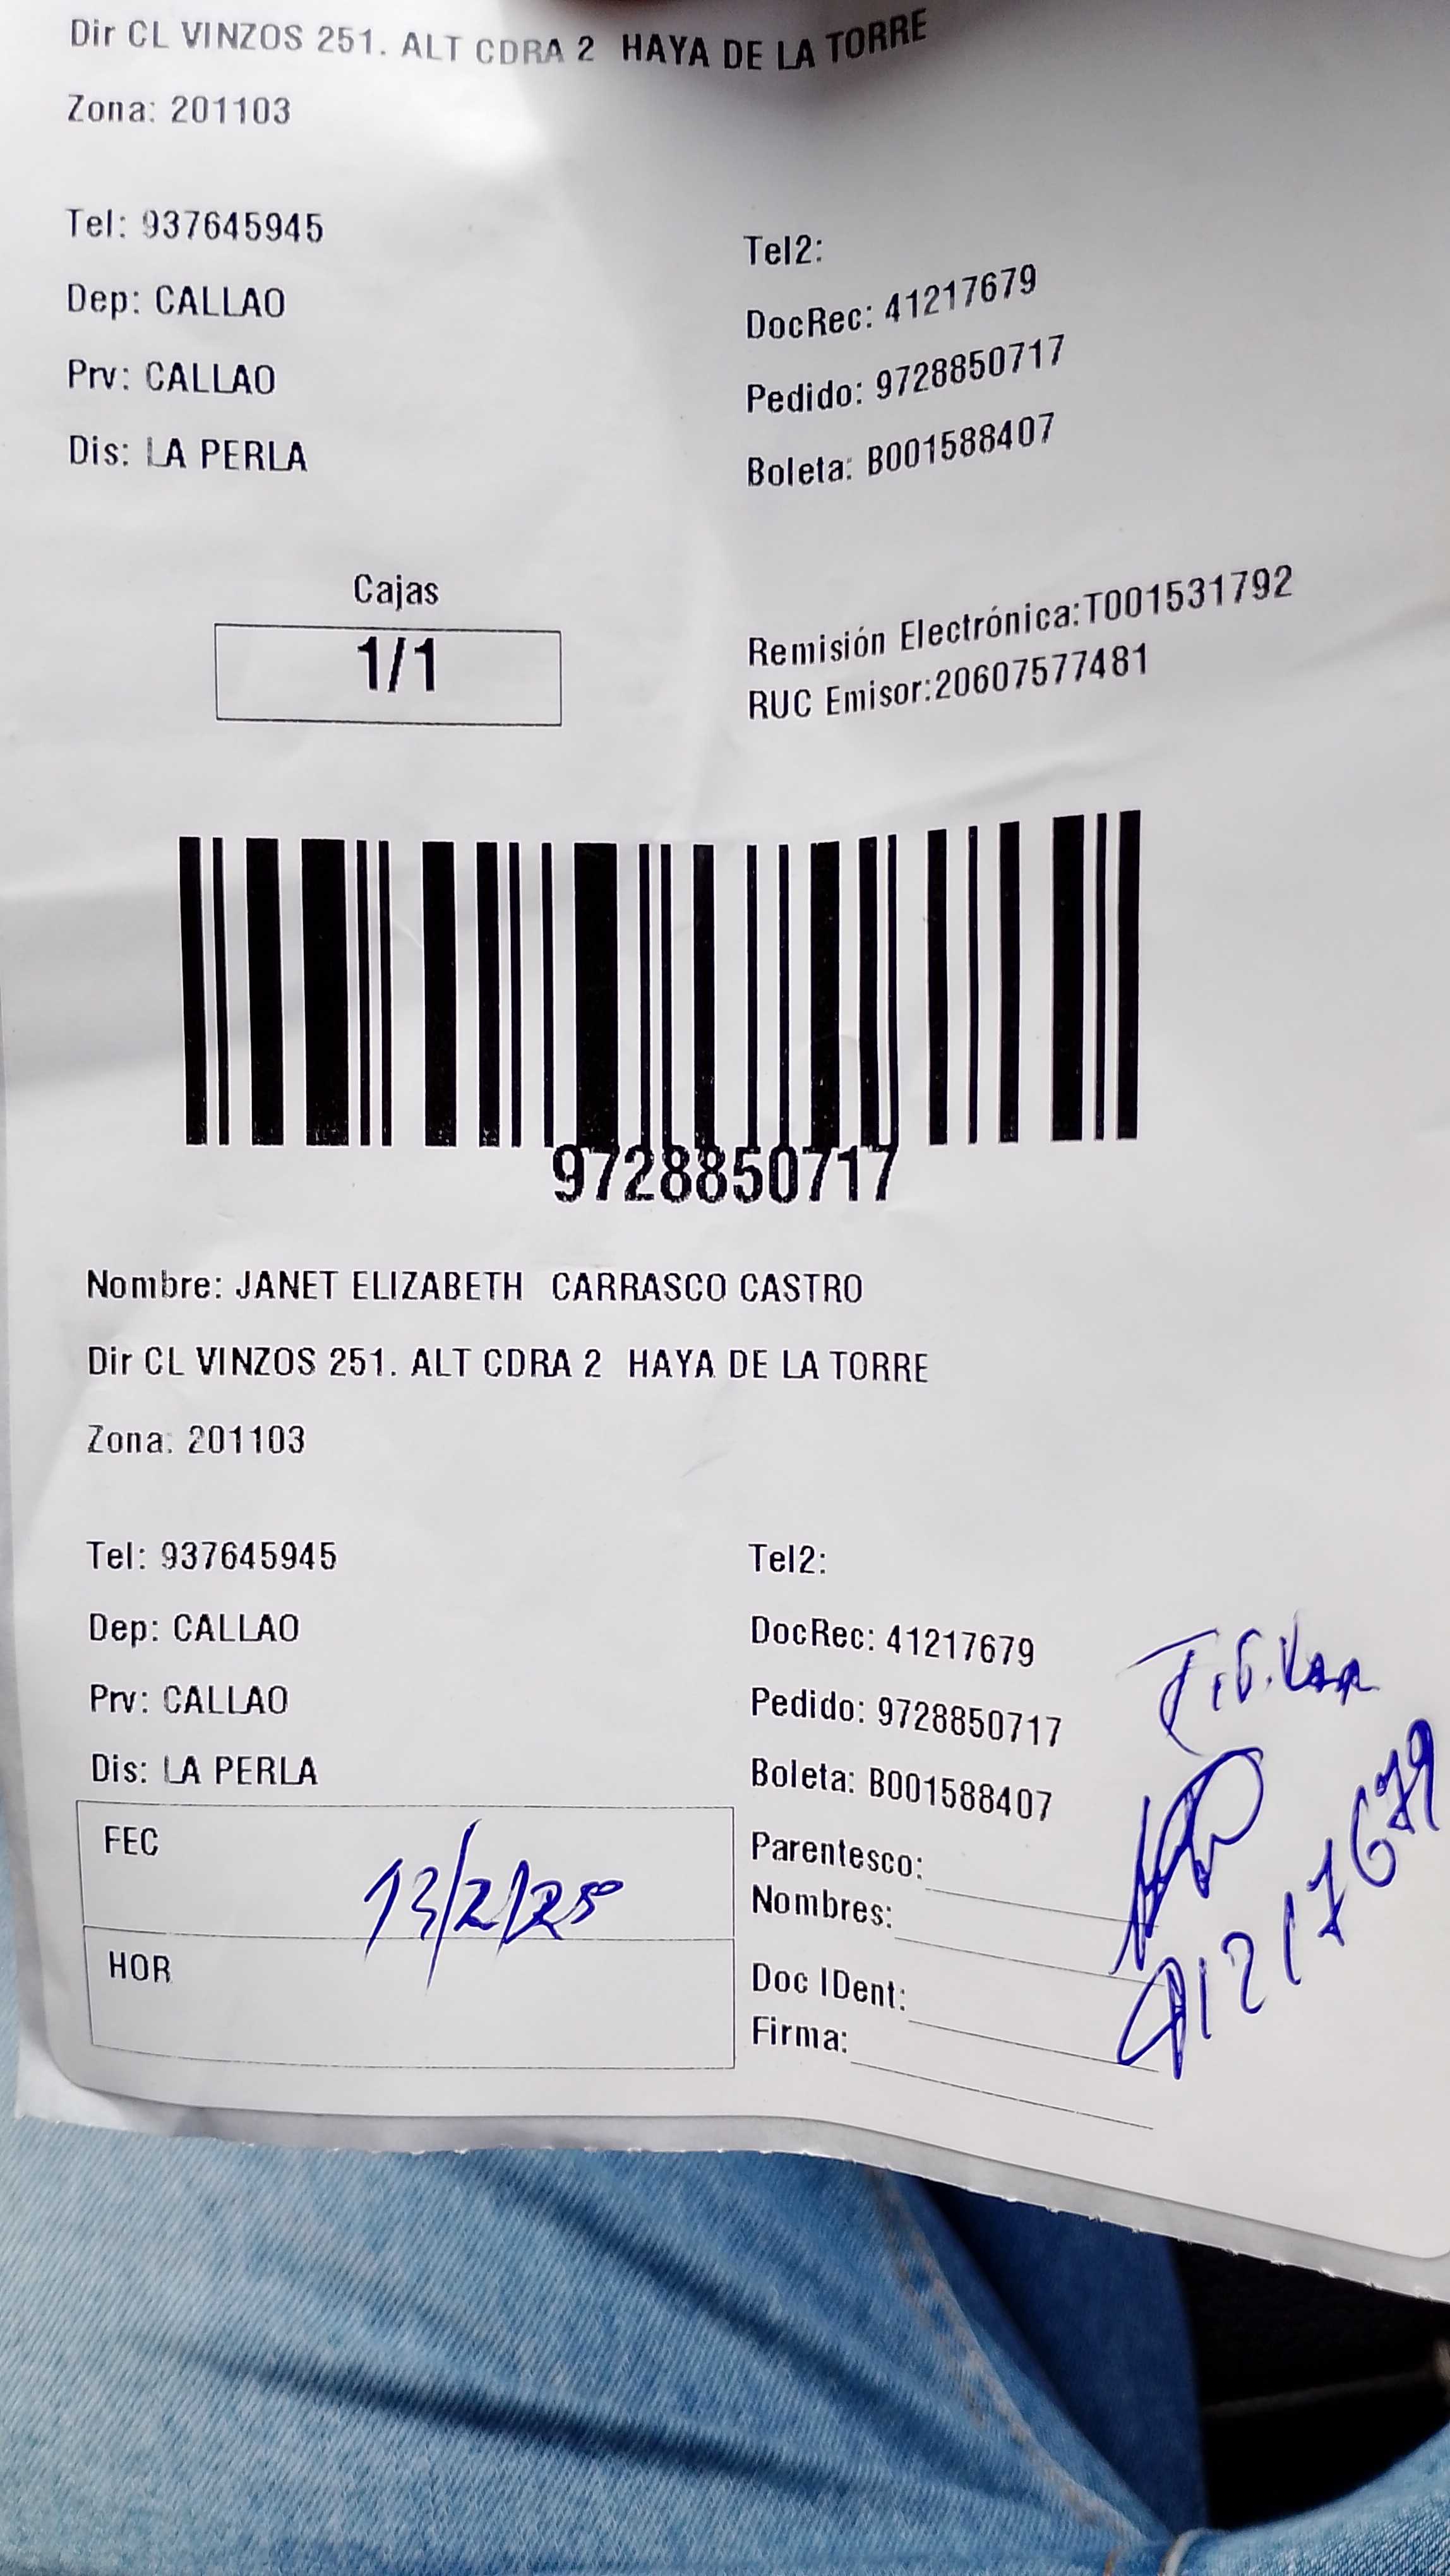 Dir CL VINZOS 251. ALT CDRA 2 HAYA DE LA TORRE
Zona: 201103
Tel: 937645945
Tel2:
Dep: CALLAO
DocRec: 41217679
Prv: CALLAO
Pedido: 9728850717
Dis: LA PERLA
Boleta: B001588407
Cajas
1/1
Remisión Electrónica:T001531792
RUC Emisor:20607577481
9728850717
Nombre: JANET ELIZABETH CARRASCO CASTRO
Dir CL VINZOS 251. ALT CDRA 2 HAYA DE LA TORRE
Zona: 201103
Tel: 937645945
Tel2:
Dep: CALLAO
DocRec: 41217679
Prv: CALLAO
Pedido: 9728850717
Dis: LA PERLA
Boleta: B001588407
FEC 13/2/25
HOR
Parentesco:
Nombres:
Doc IDent:
Firma:
41217679